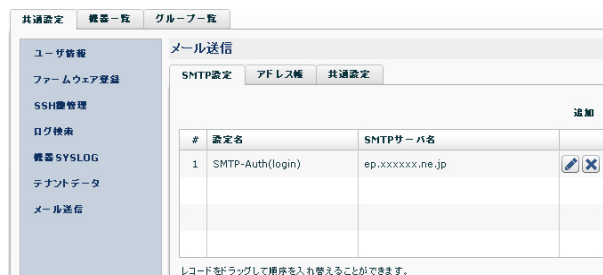 共通設定 機器一覧 グループ一覧
ユーザ情報
ファームウェア登録
SSH鍵管理
ログ検索
機器SYSLOG
テナントデータ
メール送信
メール送信
SMTP設定 アドレス帳 共通設定
追加
# 設定名 SMTPサーバ名
1 SMTP-Auth(login) ep.xxxxxx.ne.jp
レコードをドラッグして順序を入れ替えることができます。